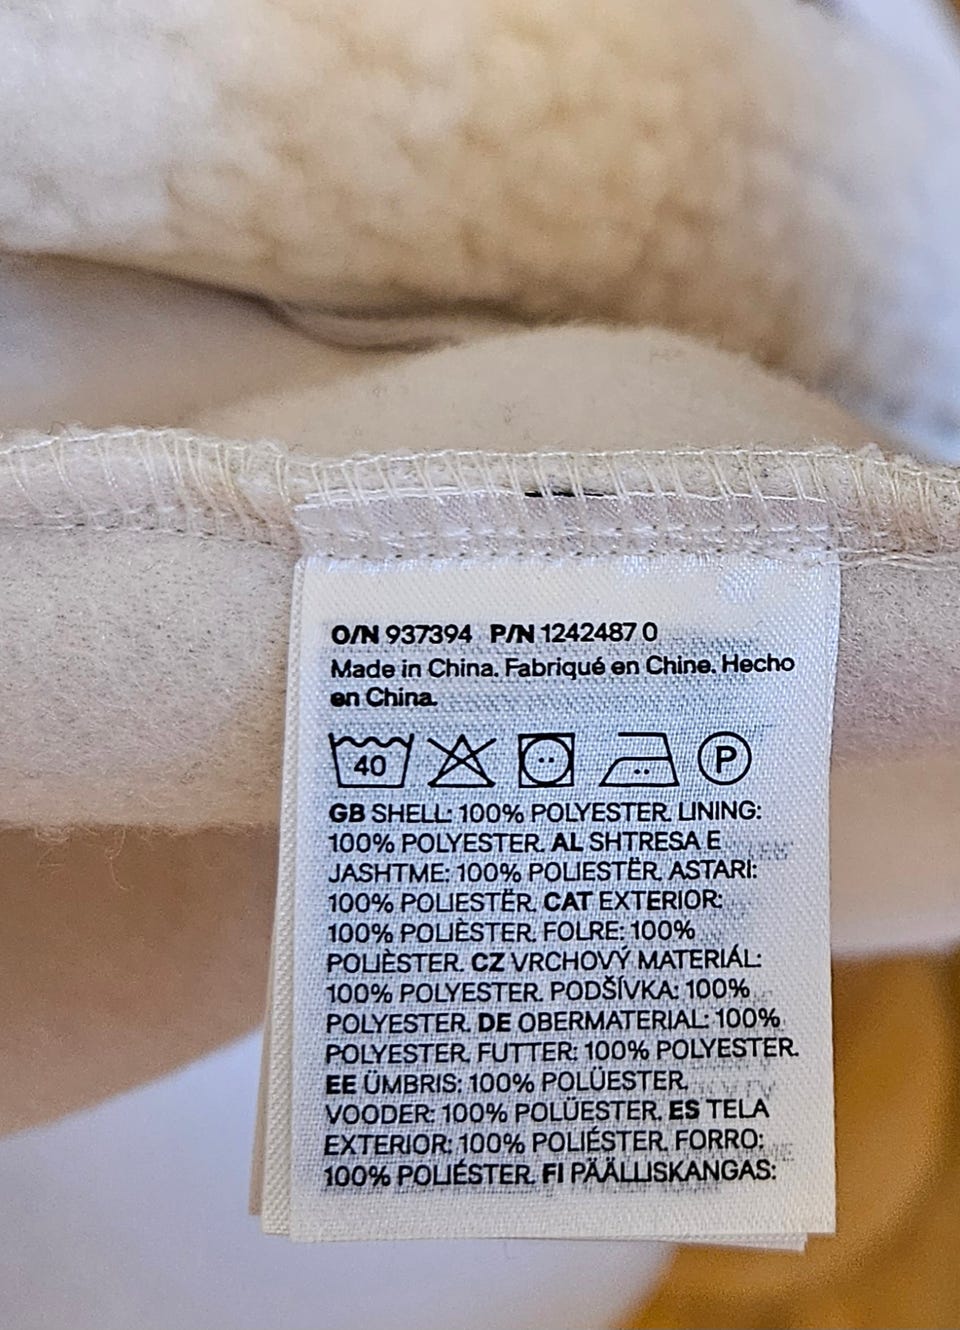 O/N 937394 P/N 1242487 0
Made in China. Fabriqué en Chine. Hecho
en China.
40 P
GB SHELL: 100% POLYESTER. LINING:
100% POLYESTER. AL SHTRESA E
JASHTME: 100% POLIESTËR. ASTARI:
100% POLIESTËR. CAT EXTERIOR:
100% POLIÈSTER. FOLRE: 100%
POLIÈSTER. CZ VRCHOVÝ MATERIÁL:
100% POLYESTER. PODŠÍVKA: 100%
POLYESTER. DE OBERMATERIAL: 100%
POLYESTER. FUTTER: 100% POLYESTER.
EE ÜMBRIS: 100% POLÜESTER.
VOODER: 100% POLÜESTER. ES TELA
EXTERIOR: 100% POLIÉSTER. FORRO:
100% POLIÉSTER. FI PÄÄLLISKANGAS: